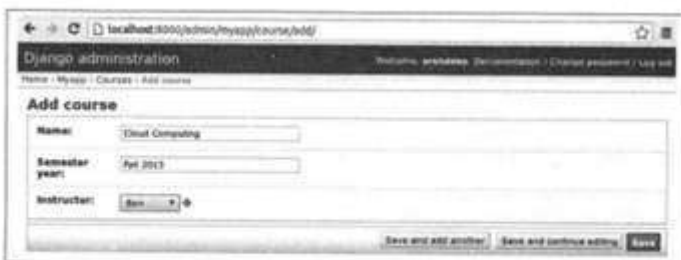 localhost:8000/admin/myapp/course/add/
Django administration
Welcome, Documentation / Change password / Log out
Home › Myapp › Courses › Add course
Add course
Name: Cloud Computing
Semester year: Fall 2013
Instructor: Ben
Save and add another Save and continue editing Save